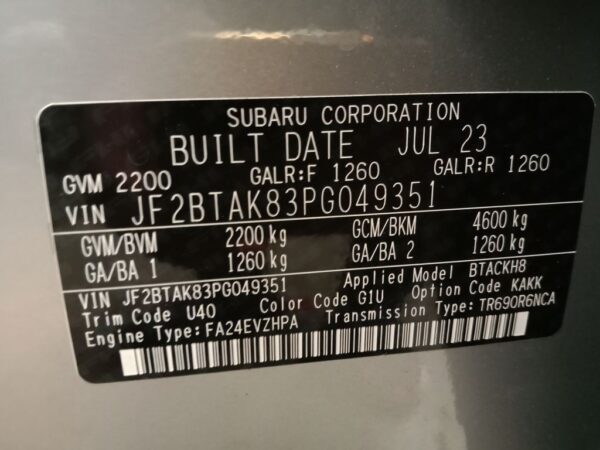 SUBARU CORPORATION
BUILT DATE JUL 23
GVM 2200 GALR:F 1260 GALR:R 1260
VIN JF2BTAK83PG049351
GVM/BVM 2200 kg GCM/BKM 4600 kg
GA/BA 1 1260 kg GA/BA 2 1260 kg
VIN JF2BTAK83PG049351 Applied Model BTACKH8
Trim Code U40 Color Code G1U Option Code KAKK
Engine Type:FA24EVZHPA Transmission Type:TR690R6NCA